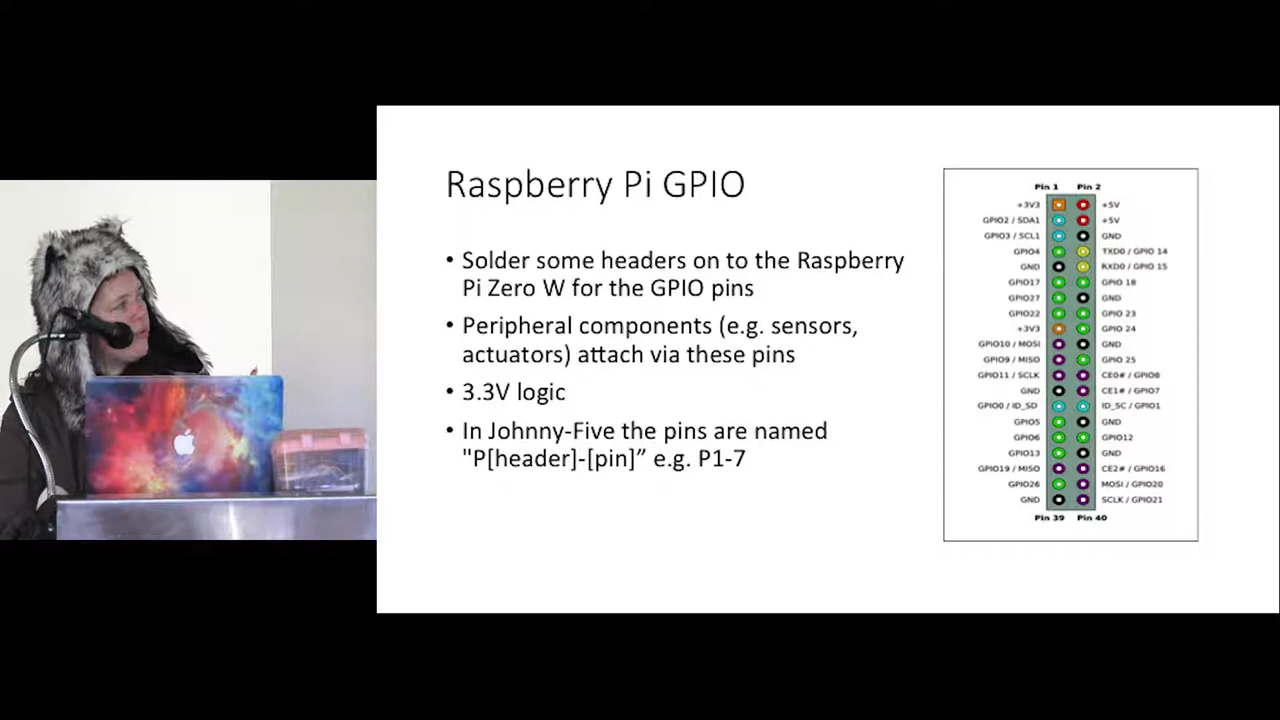 Raspberry Pi GPIO
• Solder some headers on to the Raspberry
Pi Zero W for the GPIO pins
• Peripheral components (e.g. sensors,
actuators) attach via these pins
• 3.3V logic
• In Johnny-Five the pins are named
"P[header]-[pin]” e.g. P1-7
Pin 1 Pin 2
+3V3 +5V
GPIO2 / SDA1 +5V
GPIO3 / SCL1 GND
GPIO4 TXD0 / GPIO 14
GND RXD0 / GPIO 15
GPIO17 GPIO 18
GPIO27 GND
GPIO22 GPIO 23
+3V3 GPIO 24
GPIO10 / MOSI GND
GPIO9 / MISO GPIO 25
GPIO11 / SCLK CE0# / GPIO8
GND CE1# / GPIO7
GPIO0 / ID_SD ID_SC / GPIO1
GPIO5 GND
GPIO6 GPIO12
GPIO13 GND
GPIO19 / MISO CE2# / GPIO16
GPIO26 MOSI / GPIO20
GND SCLK / GPIO21
Pin 39 Pin 40